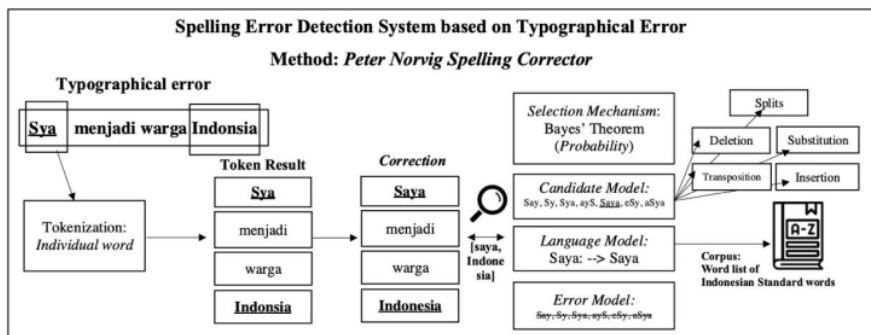 Spelling Error Detection System based on Typographical Error
Method: Peter Norvig Spelling Corrector
Typographical error
Sya menjadi warga Indonsia
Tokenization:
Individual word
Token Result
Sya
menjadi
warga
Indonsia
Correction
Saya
menjadi
warga
Indonesia
[saya,
Indone
sia]
Selection Mechanism:
Bayes' Theorem
(Probability)
Candidate Model:
Say, Sy, Sya, ayS, Saya, eSy, aSya
Language Model:
Saya: --> Saya
Error Model:
Say, Sy, Sya, ayS, eSy, aSya
Splits
Deletion
Substitution
Transposition
Insertion
A-Z
Corpus:
Word list of
Indonesian Standard words